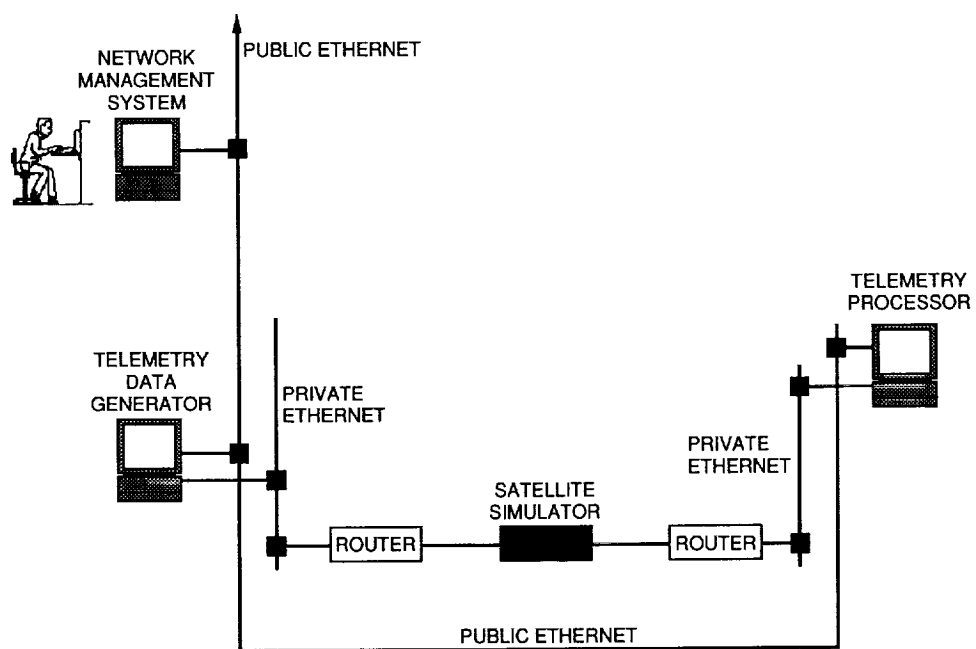 PUBLIC ETHERNET
NETWORK
MANAGEMENT
SYSTEM
TELEMETRY
PROCESSOR
TELEMETRY
DATA
GENERATOR
PRIVATE
ETHERNET
PRIVATE
ETHERNET
SATELLITE
SIMULATOR
ROUTER
ROUTER
PUBLIC ETHERNET